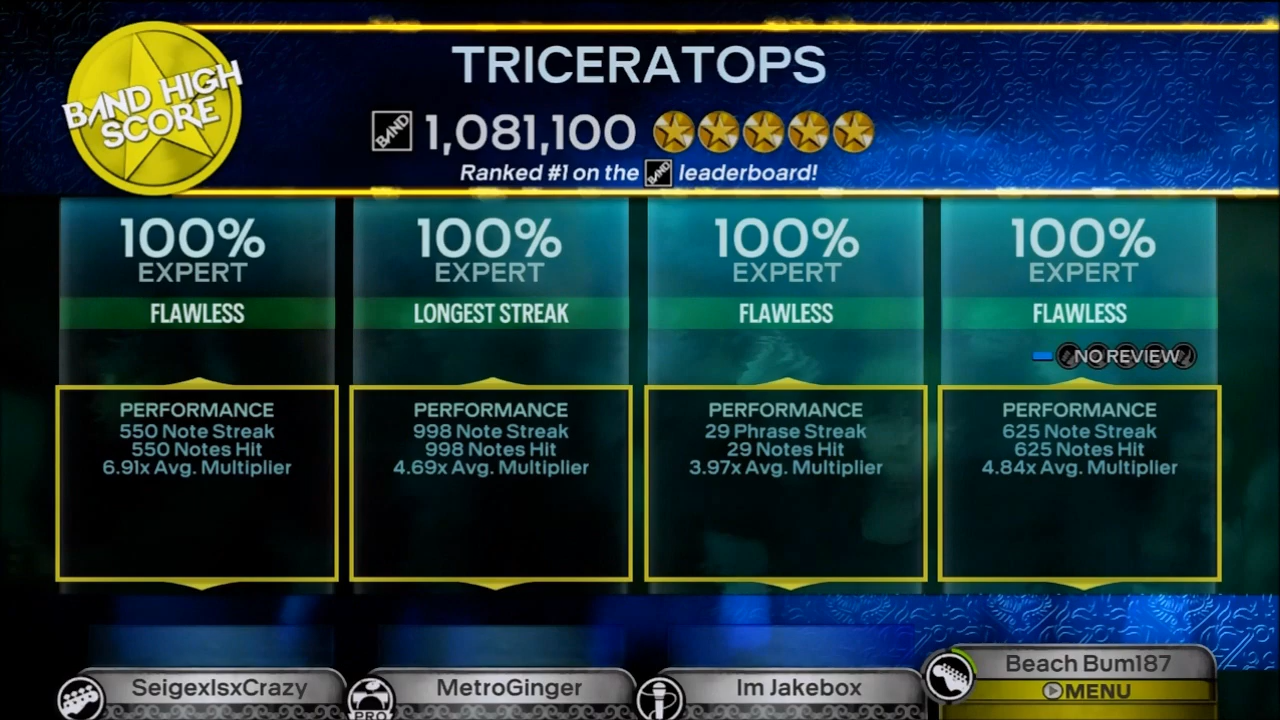 BAND HIGH
SCORE
TRICERATOPS
BAND 1,081,100
Ranked #1 on the BAND leaderboard!
100%
EXPERT
FLAWLESS
PERFORMANCE
550 Note Streak
550 Notes Hit
6.91x Avg. Multiplier
100%
EXPERT
LONGEST STREAK
PERFORMANCE
998 Note Streak
998 Notes Hit
4.69x Avg. Multiplier
100%
EXPERT
FLAWLESS
PERFORMANCE
29 Phrase Streak
29 Notes Hit
3.97x Avg. Multiplier
100%
EXPERT
FLAWLESS
NO REVIEW
PERFORMANCE
625 Note Streak
625 Notes Hit
4.84x Avg. Multiplier
SeigexIsxCrazy
MetroGinger
PRO
Im Jakebox
Beach Bum187
MENU